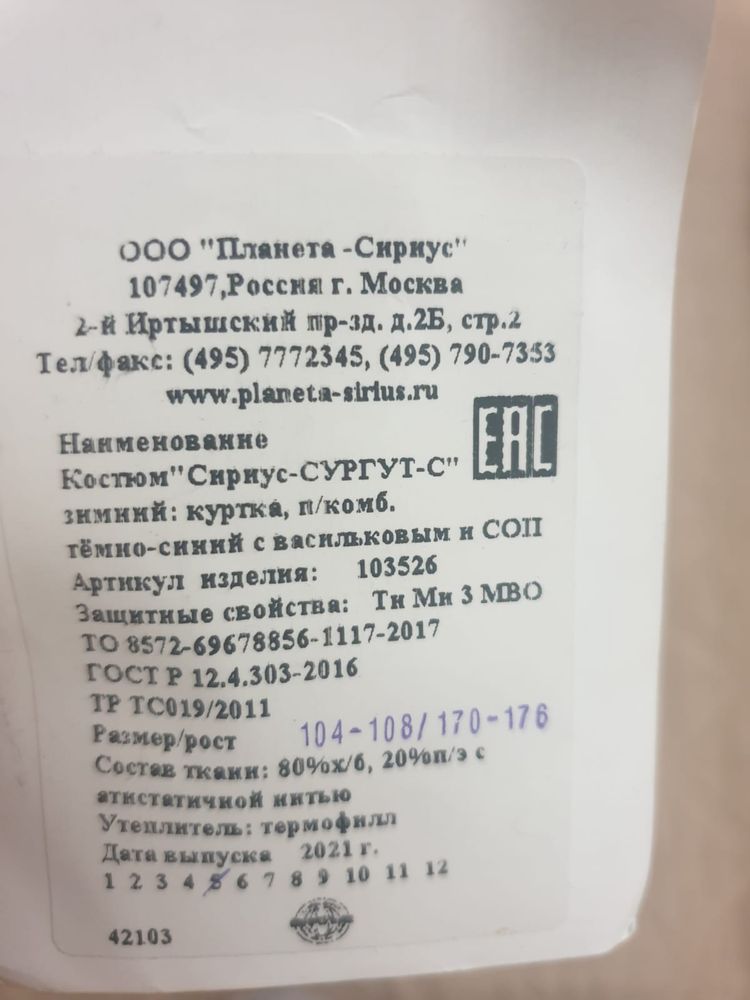 ООО "Планета -Сириус"
107497,Россия г. Москва
2-й Иртышский пр-зд. д.2Б, стр.2
Тел/факс: (495) 7772345, (495) 790-7353
www.planeta-sirius.ru
EAC
Наименование
Костюм"Сириус-СУРГУТ-С"
зимний: куртка, п/комб.
тёмно-синий с васильковым и СОП
Артикул изделия: 103526
Защитные свойства: Тн Ми З МВО
ТО 8572-69678856-1117-2017
ГОСТ Р 12.4.303-2016
ТР ТС019/2011
Размер/рост 104-108/170-176
Состав ткани: 80%х/б, 20%п/э с
атистатичной нитью
Утеплитель: термофилл
Дата выпуска 2021 г.
1 2 3 4 5 6 7 8 9 10 11 12
42103